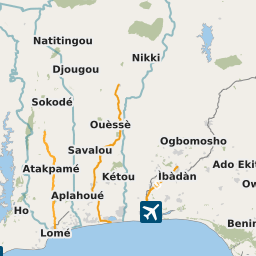 Natitingou
Nikki
Djougou
Sokodé
Ouèssè
Ogbomosho
Savalou
Atakpamé
Kétou
Ìbàdàn
Ado Ekit
Aplahoué
Ow
Ho
Lomé
Benin